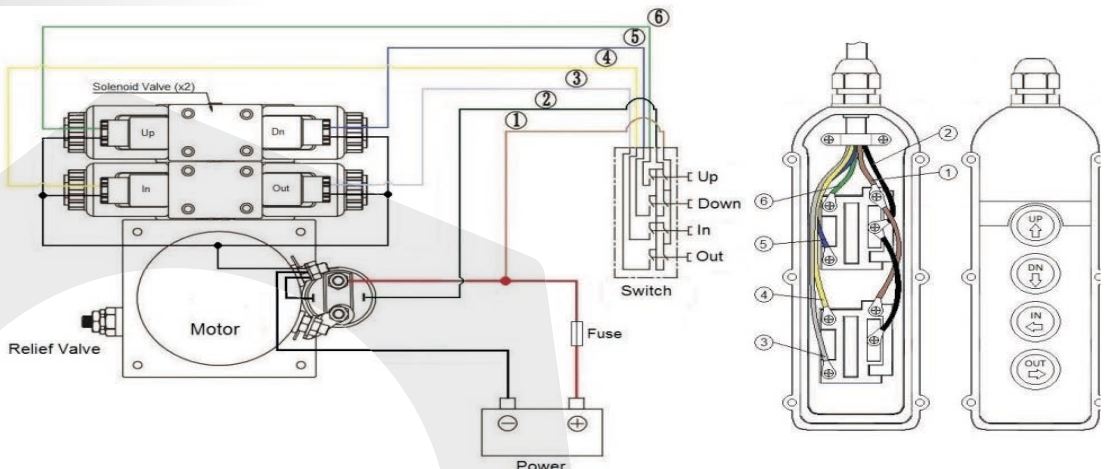 ⑥
⑤
④
③
②
①
Solenoid Valve (x2)
Up
Dn
In
Out
Up
Down
In
Out
Switch
Motor
Relief Valve
Fuse
Power
②
①
⑥
⑤
④
③
UP
DN
IN
OUT